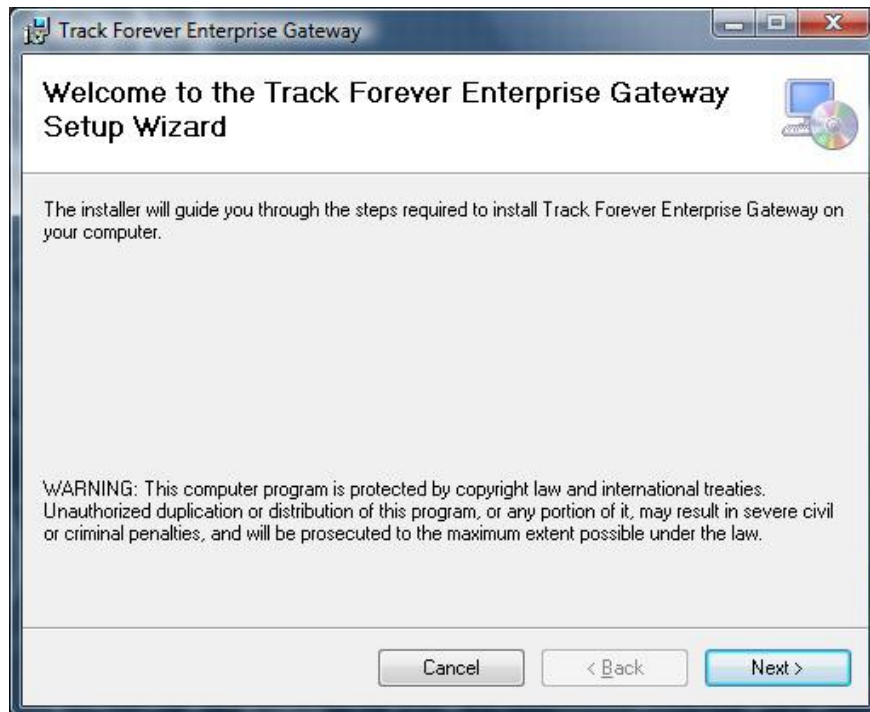 Track Forever Enterprise Gateway
Welcome to the Track Forever Enterprise Gateway
Setup Wizard
The installer will guide you through the steps required to install Track Forever Enterprise Gateway on
your computer.
WARNING: This computer program is protected by copyright law and international treaties.
Unauthorized duplication or distribution of this program, or any portion of it, may result in severe civil
or criminal penalties, and will be prosecuted to the maximum extent possible under the law.
Cancel
< Back
Next >